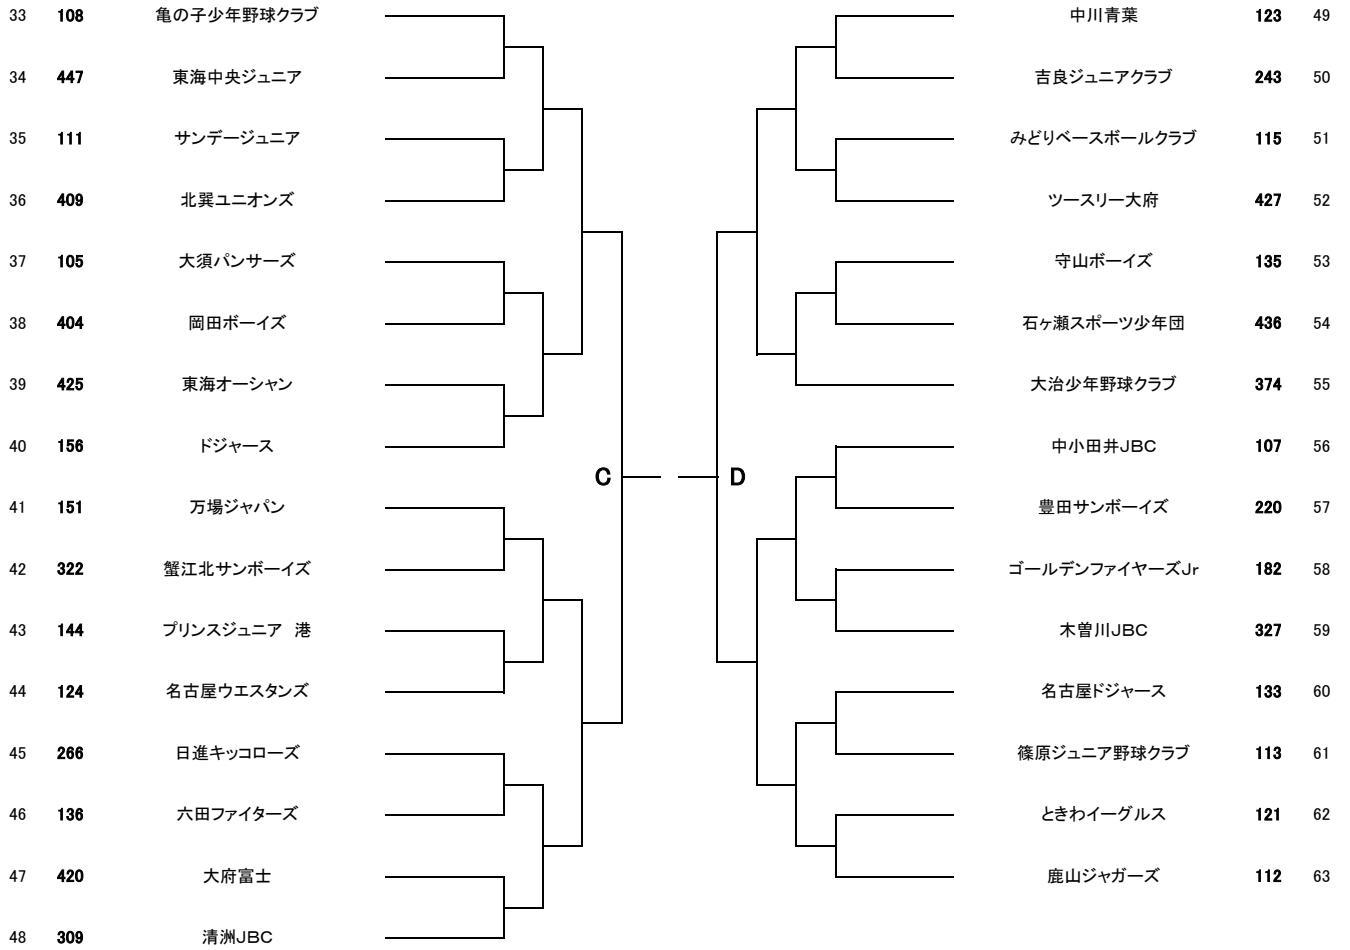 33 108 亀の子少年野球クラブ
34 447 東海中央ジュニア
35 111 サンデージュニア
36 409 北巽ユニオンズ
37 105 大須パンサーズ
38 404 岡田ボーイズ
39 425 東海オーシャン
40 156 ドジャース
C
41 151 万場ジャパン
42 322 蟹江北サンボーイズ
43 144 プリンスジュニア 港
44 124 名古屋ウエスタンズ
45 266 日進キッコローズ
46 136 六田ファイターズ
47 420 大府富士
48 309 清洲JBC
中川青葉 123 49
吉良ジュニアクラブ 243 50
みどりベースボールクラブ 115 51
ツースリー大府 427 52
守山ボーイズ 135 53
石ヶ瀬スポーツ少年団 436 54
大治少年野球クラブ 374 55
中小田井JBC 107 56
D
豊田サンボーイズ 220 57
ゴールデンファイヤーズJr 182 58
木曽川JBC 327 59
名古屋ドジャース 133 60
篠原ジュニア野球クラブ 113 61
ときわイーグルス 121 62
鹿山ジャガーズ 112 63